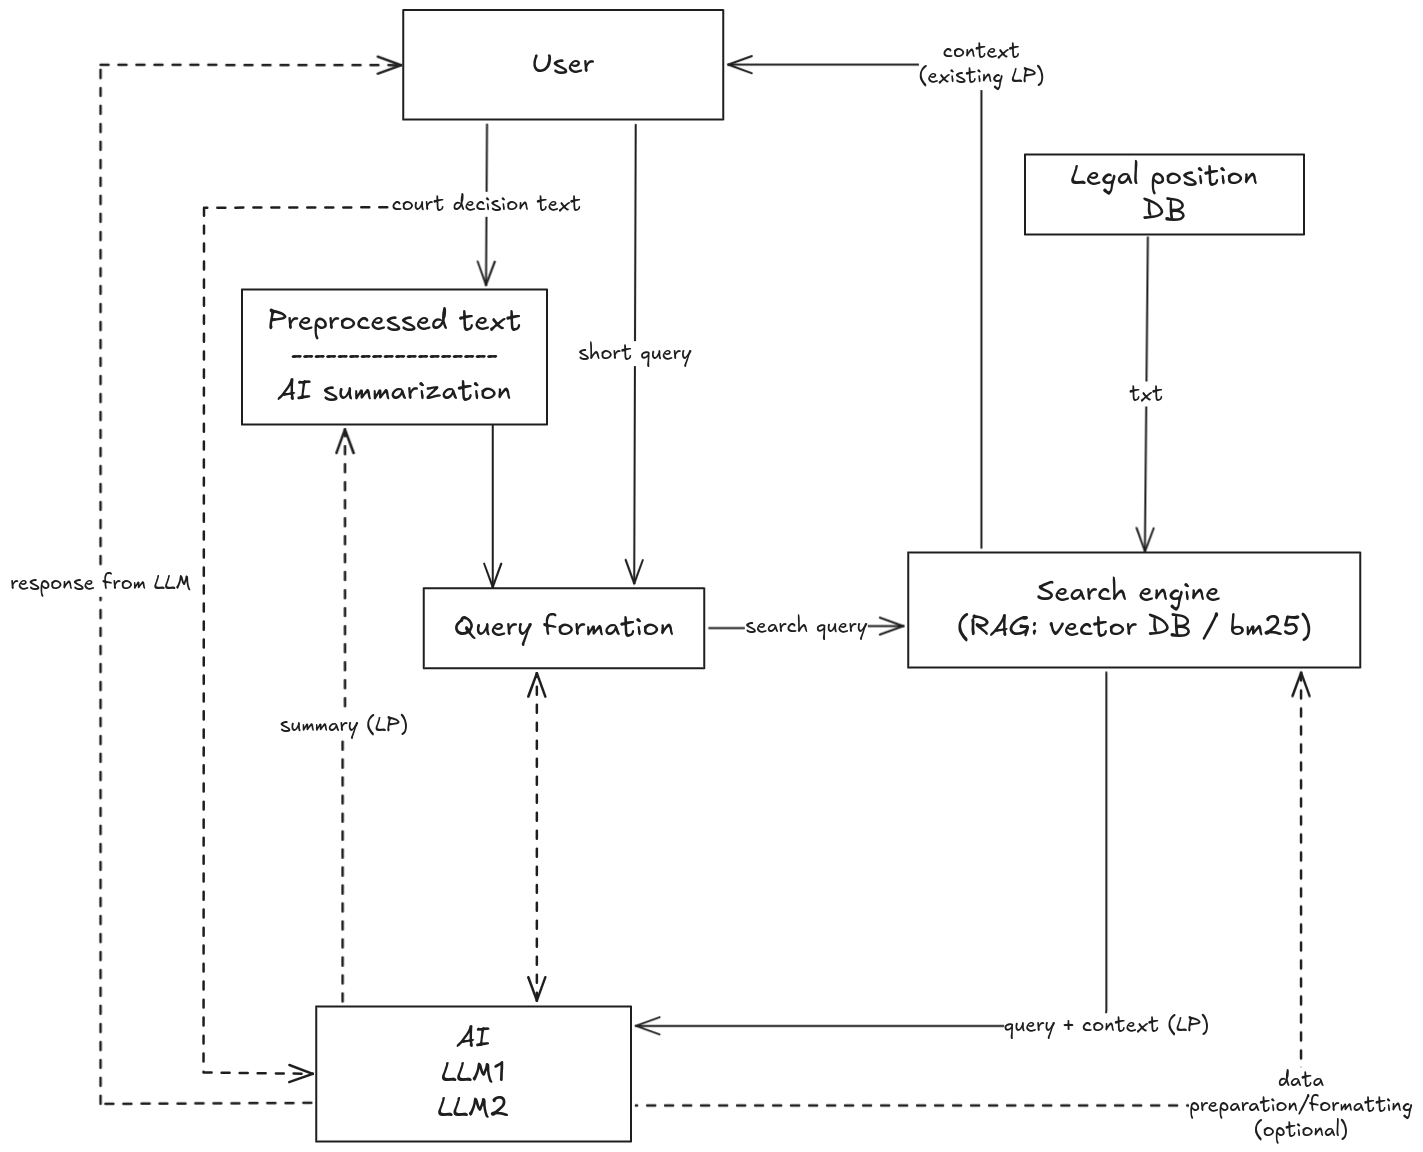 User
context
(existing LP)
Legal position
DB
court decision text
Preprocessed text
------------------
AI summarization
short query
txt
response from LLM
Query formation
search query
Search engine
(RAG: vector DB / bm25)
summary (LP)
AI
LLM1
LLM2
query + context (LP)
data
preparation/formatting
(optional)